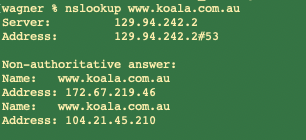 [wagner % nslookup www.koala.com.au
Server: 129.94.242.2
Address: 129.94.242.2#53

Non-authoritative answer:
Name: www.koala.com.au
Address: 172.67.219.46
Name: www.koala.com.au
Address: 104.21.45.210